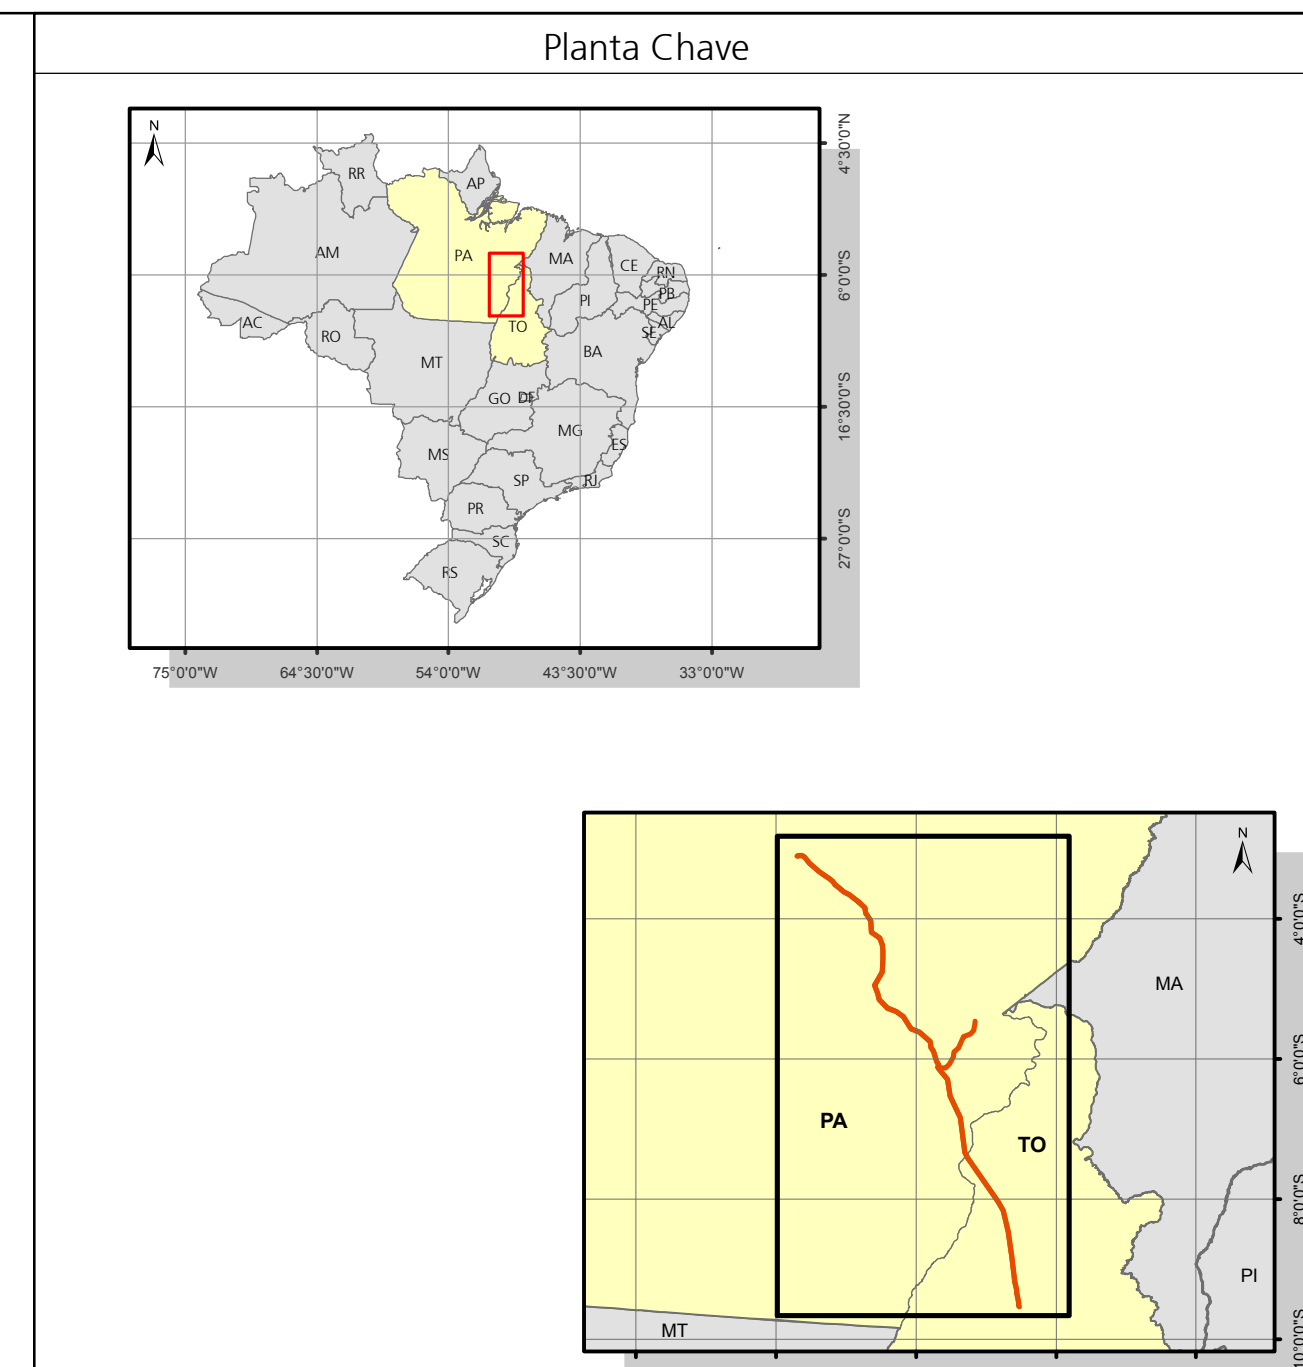 Planta Chave
N
4°30'0"N
RR
AP
AM
PA
MA
CE
RN
6°0'0"S
PB
PI
PE
AC
TO
AL
RO
SE
BA
MT
GO
DF
16°30'0"S
MG
ES
MS
SP
RJ
PR
27°0'0"S
SC
RS
75°0'0"W
64°30'0"W
54°0'0"W
43°30'0"W
33°0'0"W
N
4°0'0"S
MA
6°0'0"S
PA
TO
8°0'0"S
PI
MT
10°0'0"S